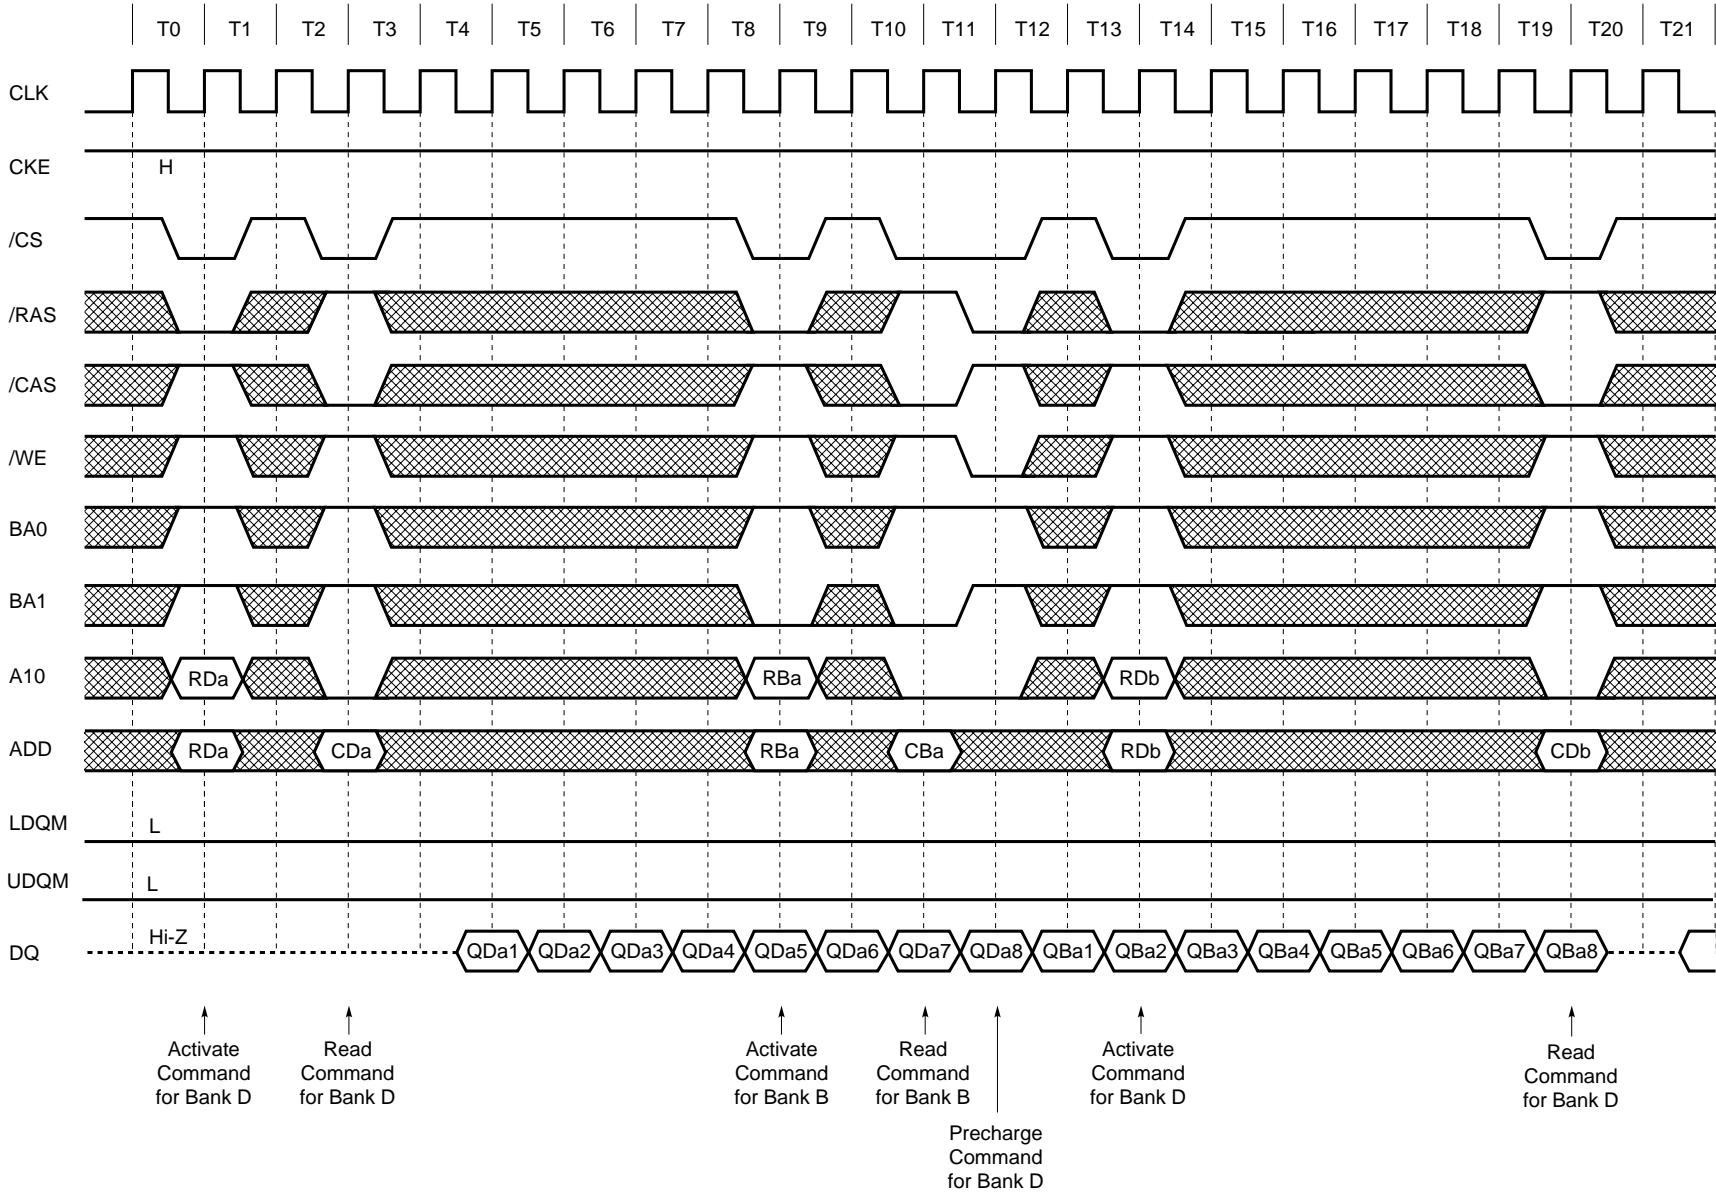 T0 T1 T2 T3 T4 T5 T6 T7 T8 T9 T10 T11 T12 T13 T14 T15 T16 T17 T18 T19 T20 T21
CLK
CKE H
/CS
/RAS
/CAS
/WE
BA0
BA1
A10 RDa RBa RDb
ADD RDa CDa RBa CBa RDb CDb
LDQM L
UDQM L
DQ Hi-Z QDa1 QDa2 QDa3 QDa4 QDa5 QDa6 QDa7 QDa8 QBa1 QBa2 QBa3 QBa4 QBa5 QBa6 QBa7 QBa8
Activate
Command
for Bank D
Read
Command
for Bank D
Activate
Command
for Bank B
Read
Command
for Bank B
Precharge
Command
for Bank D
Activate
Command
for Bank D
Read
Command
for Bank D